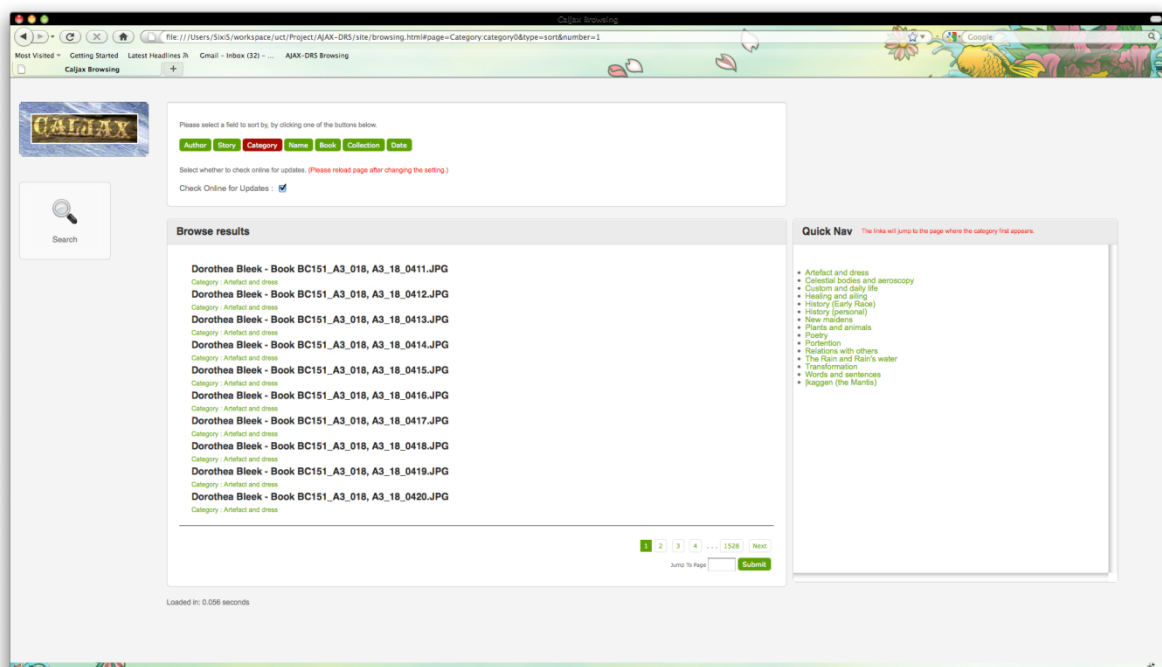 Caljax Browsing
file:///Users/SixiS/workspace/uct/Project/AJAX-DRS/site/browsing.html#page=Category:category0&type=sort&number=1
Google
Most Visited Getting Started Latest Headlines Gmail - Inbox (32) - ... AJAX-DRS Browsing
Caljax Browsing +
CALJAX
Please select a field to sort by, by clicking one of the buttons below.
Author Story Category Name Book Collection Date
Select whether to check online for updates. (Please reload page after changing the setting.)
Check Online for Updates :
Search
Browse results
Dorothea Bleek - Book BC151_A3_018, A3_18_0411.JPG
Category : Artefact and dress
Dorothea Bleek - Book BC151_A3_018, A3_18_0412.JPG
Category : Artefact and dress
Dorothea Bleek - Book BC151_A3_018, A3_18_0413.JPG
Category : Artefact and dress
Dorothea Bleek - Book BC151_A3_018, A3_18_0414.JPG
Category : Artefact and dress
Dorothea Bleek - Book BC151_A3_018, A3_18_0415.JPG
Category : Artefact and dress
Dorothea Bleek - Book BC151_A3_018, A3_18_0416.JPG
Category : Artefact and dress
Dorothea Bleek - Book BC151_A3_018, A3_18_0417.JPG
Category : Artefact and dress
Dorothea Bleek - Book BC151_A3_018, A3_18_0418.JPG
Category : Artefact and dress
Dorothea Bleek - Book BC151_A3_018, A3_18_0419.JPG
Category : Artefact and dress
Dorothea Bleek - Book BC151_A3_018, A3_18_0420.JPG
Category : Artefact and dress
1 2 3 4 ... 1528 Next
Jump To Page Submit
Quick Nav The links will jump to the page where the category first appears.
Artefact and dress
Celestial bodies and aeroscopy
Custom and daily life
Healing and ailing
History (Early Race)
History (personal)
New maidens
Plants and animals
Poetry
Portention
Relations with others
The Rain and Rain's water
Transformation
Words and sentences
|kaggen (the Mantis)
Loaded in: 0.056 seconds